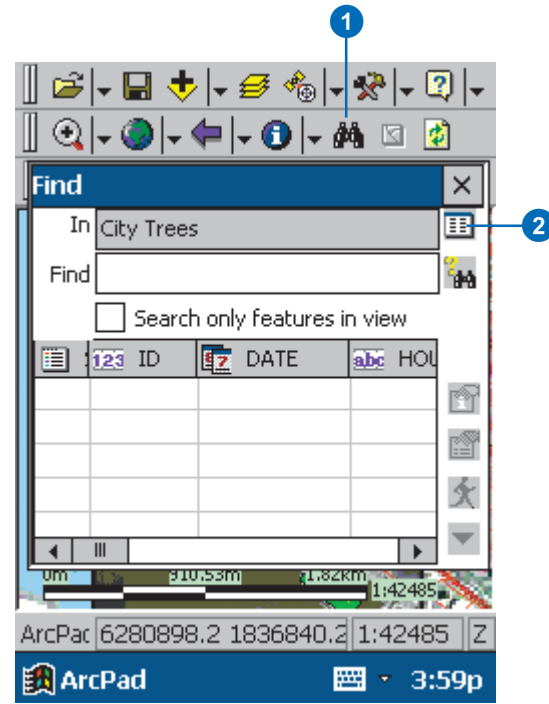 1
Find
In City Trees
2
Find
Search only features in view
123 ID DATE abc HOU
0m 910.53m 1.82km
1:42485
ArcPac 6280898.2 1836840.2 1:42485 Z
ArcPad 3:59p